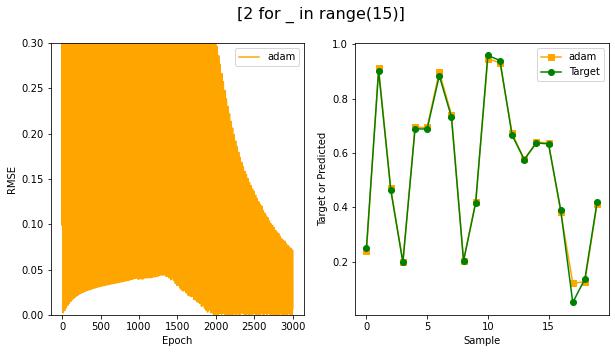 [2 for _ in range(15)]
0.30
0.25
0.20
0.15
0.10
0.05
0.00
RMSE
0 500 1000 1500 2000 2500 3000
Epoch
adam
1.0
0.8
0.6
0.4
0.2
Target or Predicted
0 5 10 15
Sample
adam
Target